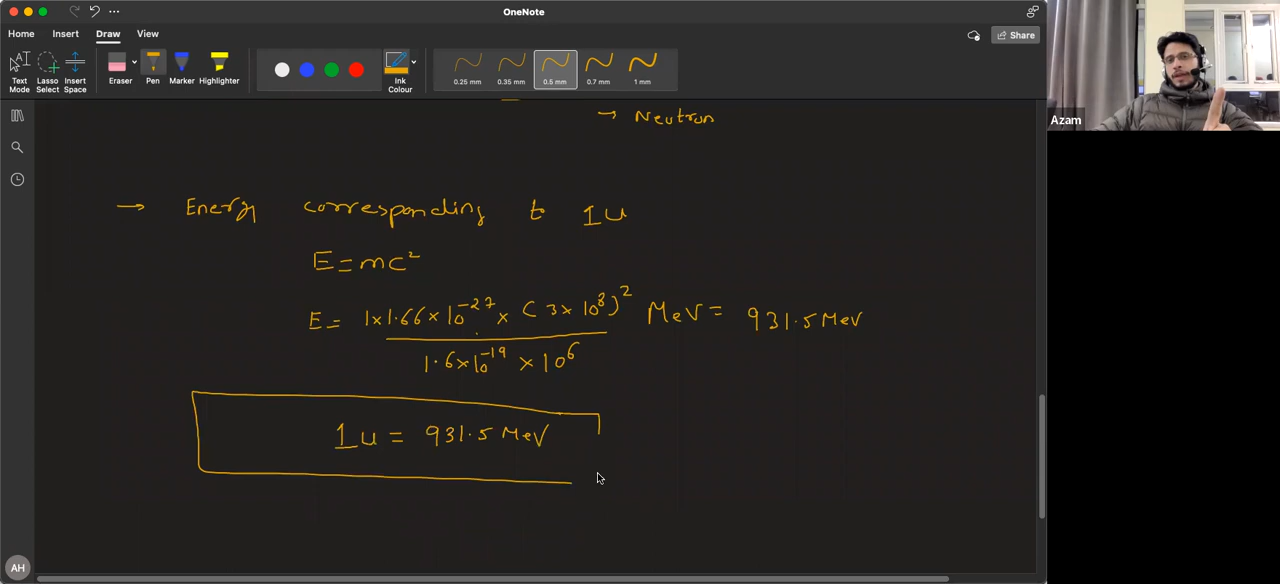 OneNote
Home Insert Draw View
Share
Text Mode
Lasso Select
Insert Space
Eraser
Pen
Marker
Highlighter
Ink Colour
0.25 mm
0.35 mm
0.5 mm
0.7 mm
1 mm
Azam
→ Neutron
→ Energy corresponding to 1u
E=mc²
E= 1×1.66×10⁻²⁷×(3×10⁸)² / 1.6×10⁻¹⁹×10⁶ MeV= 931.5 MeV
1u = 931.5 MeV
AH